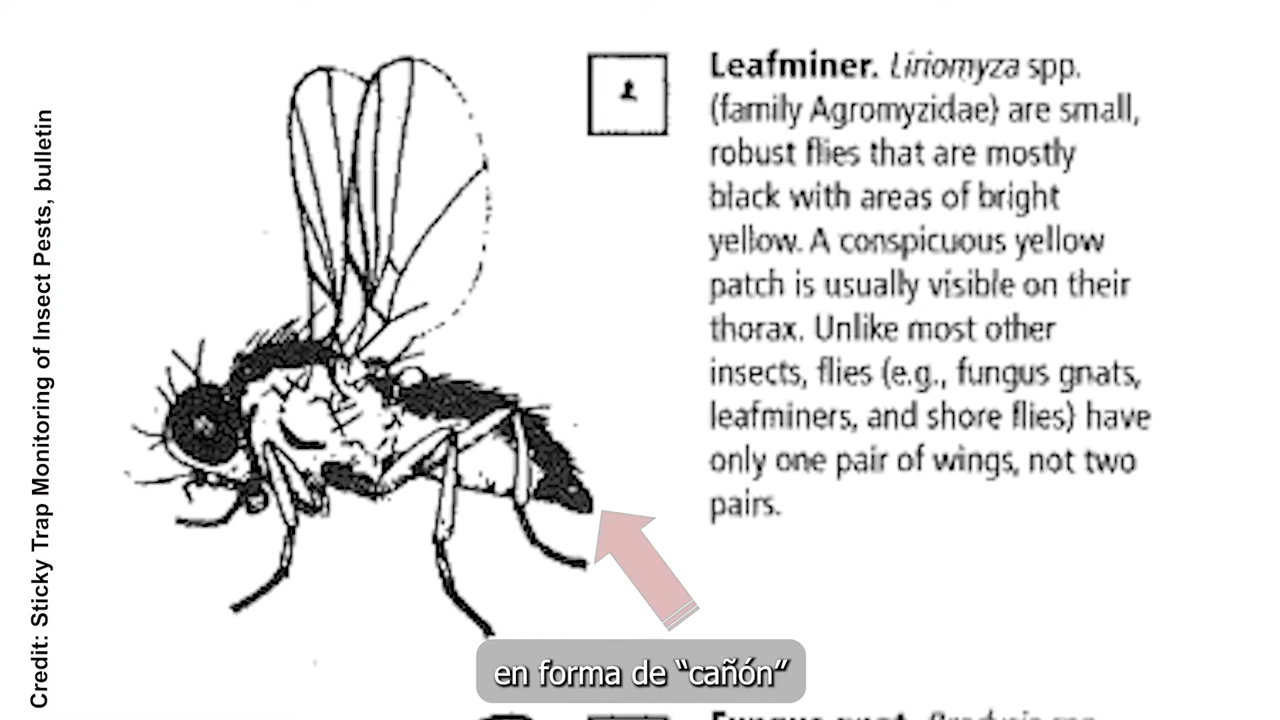 Credit: Sticky Trap Monitoring of Insect Pests, bulletin
Leafminer. Liriomyza spp.
(family Agromyzidae) are small,
robust flies that are mostly
black with areas of bright
yellow. A conspicuous yellow
patch is usually visible on their
thorax. Unlike most other
insects, flies (e.g., fungus gnats,
leafminers, and shore flies) have
only one pair of wings, not two
pairs.
en forma de “cañón”